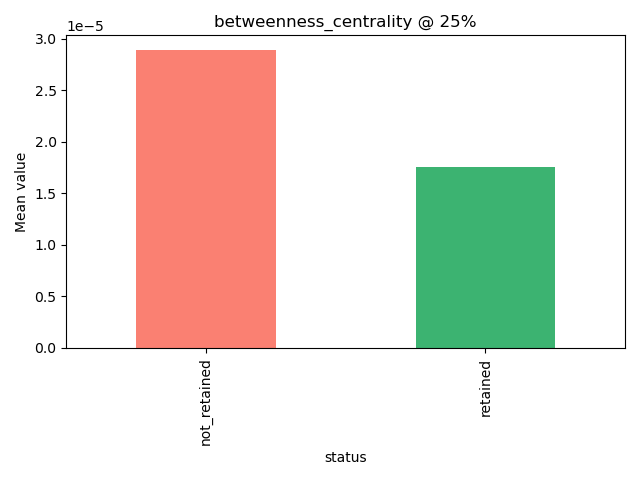 betweenness_centrality @ 25%
1e−5
3.0
2.5
2.0
1.5
1.0
0.5
0.0
Mean value
not_retained
retained
status